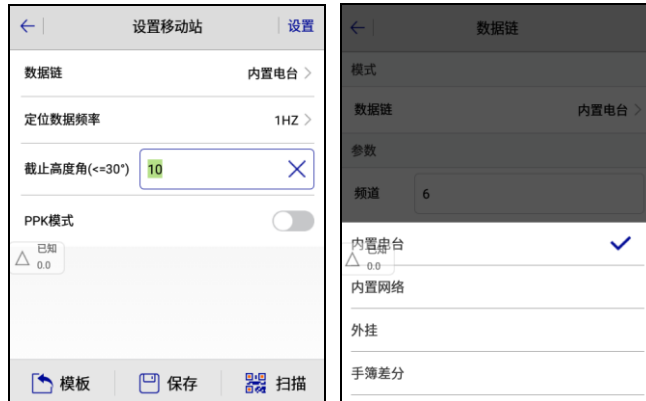 设置移动站
设置
数据链
内置电台
定位数据频率
1HZ
截止高度角(<=30°)
10
PPK模式
已知
0.0
模板
保存
扫描
数据链
模式
数据链
内置电台
参数
频道
6
内置电台
已知
0.0
内置网络
外挂
手簿差分